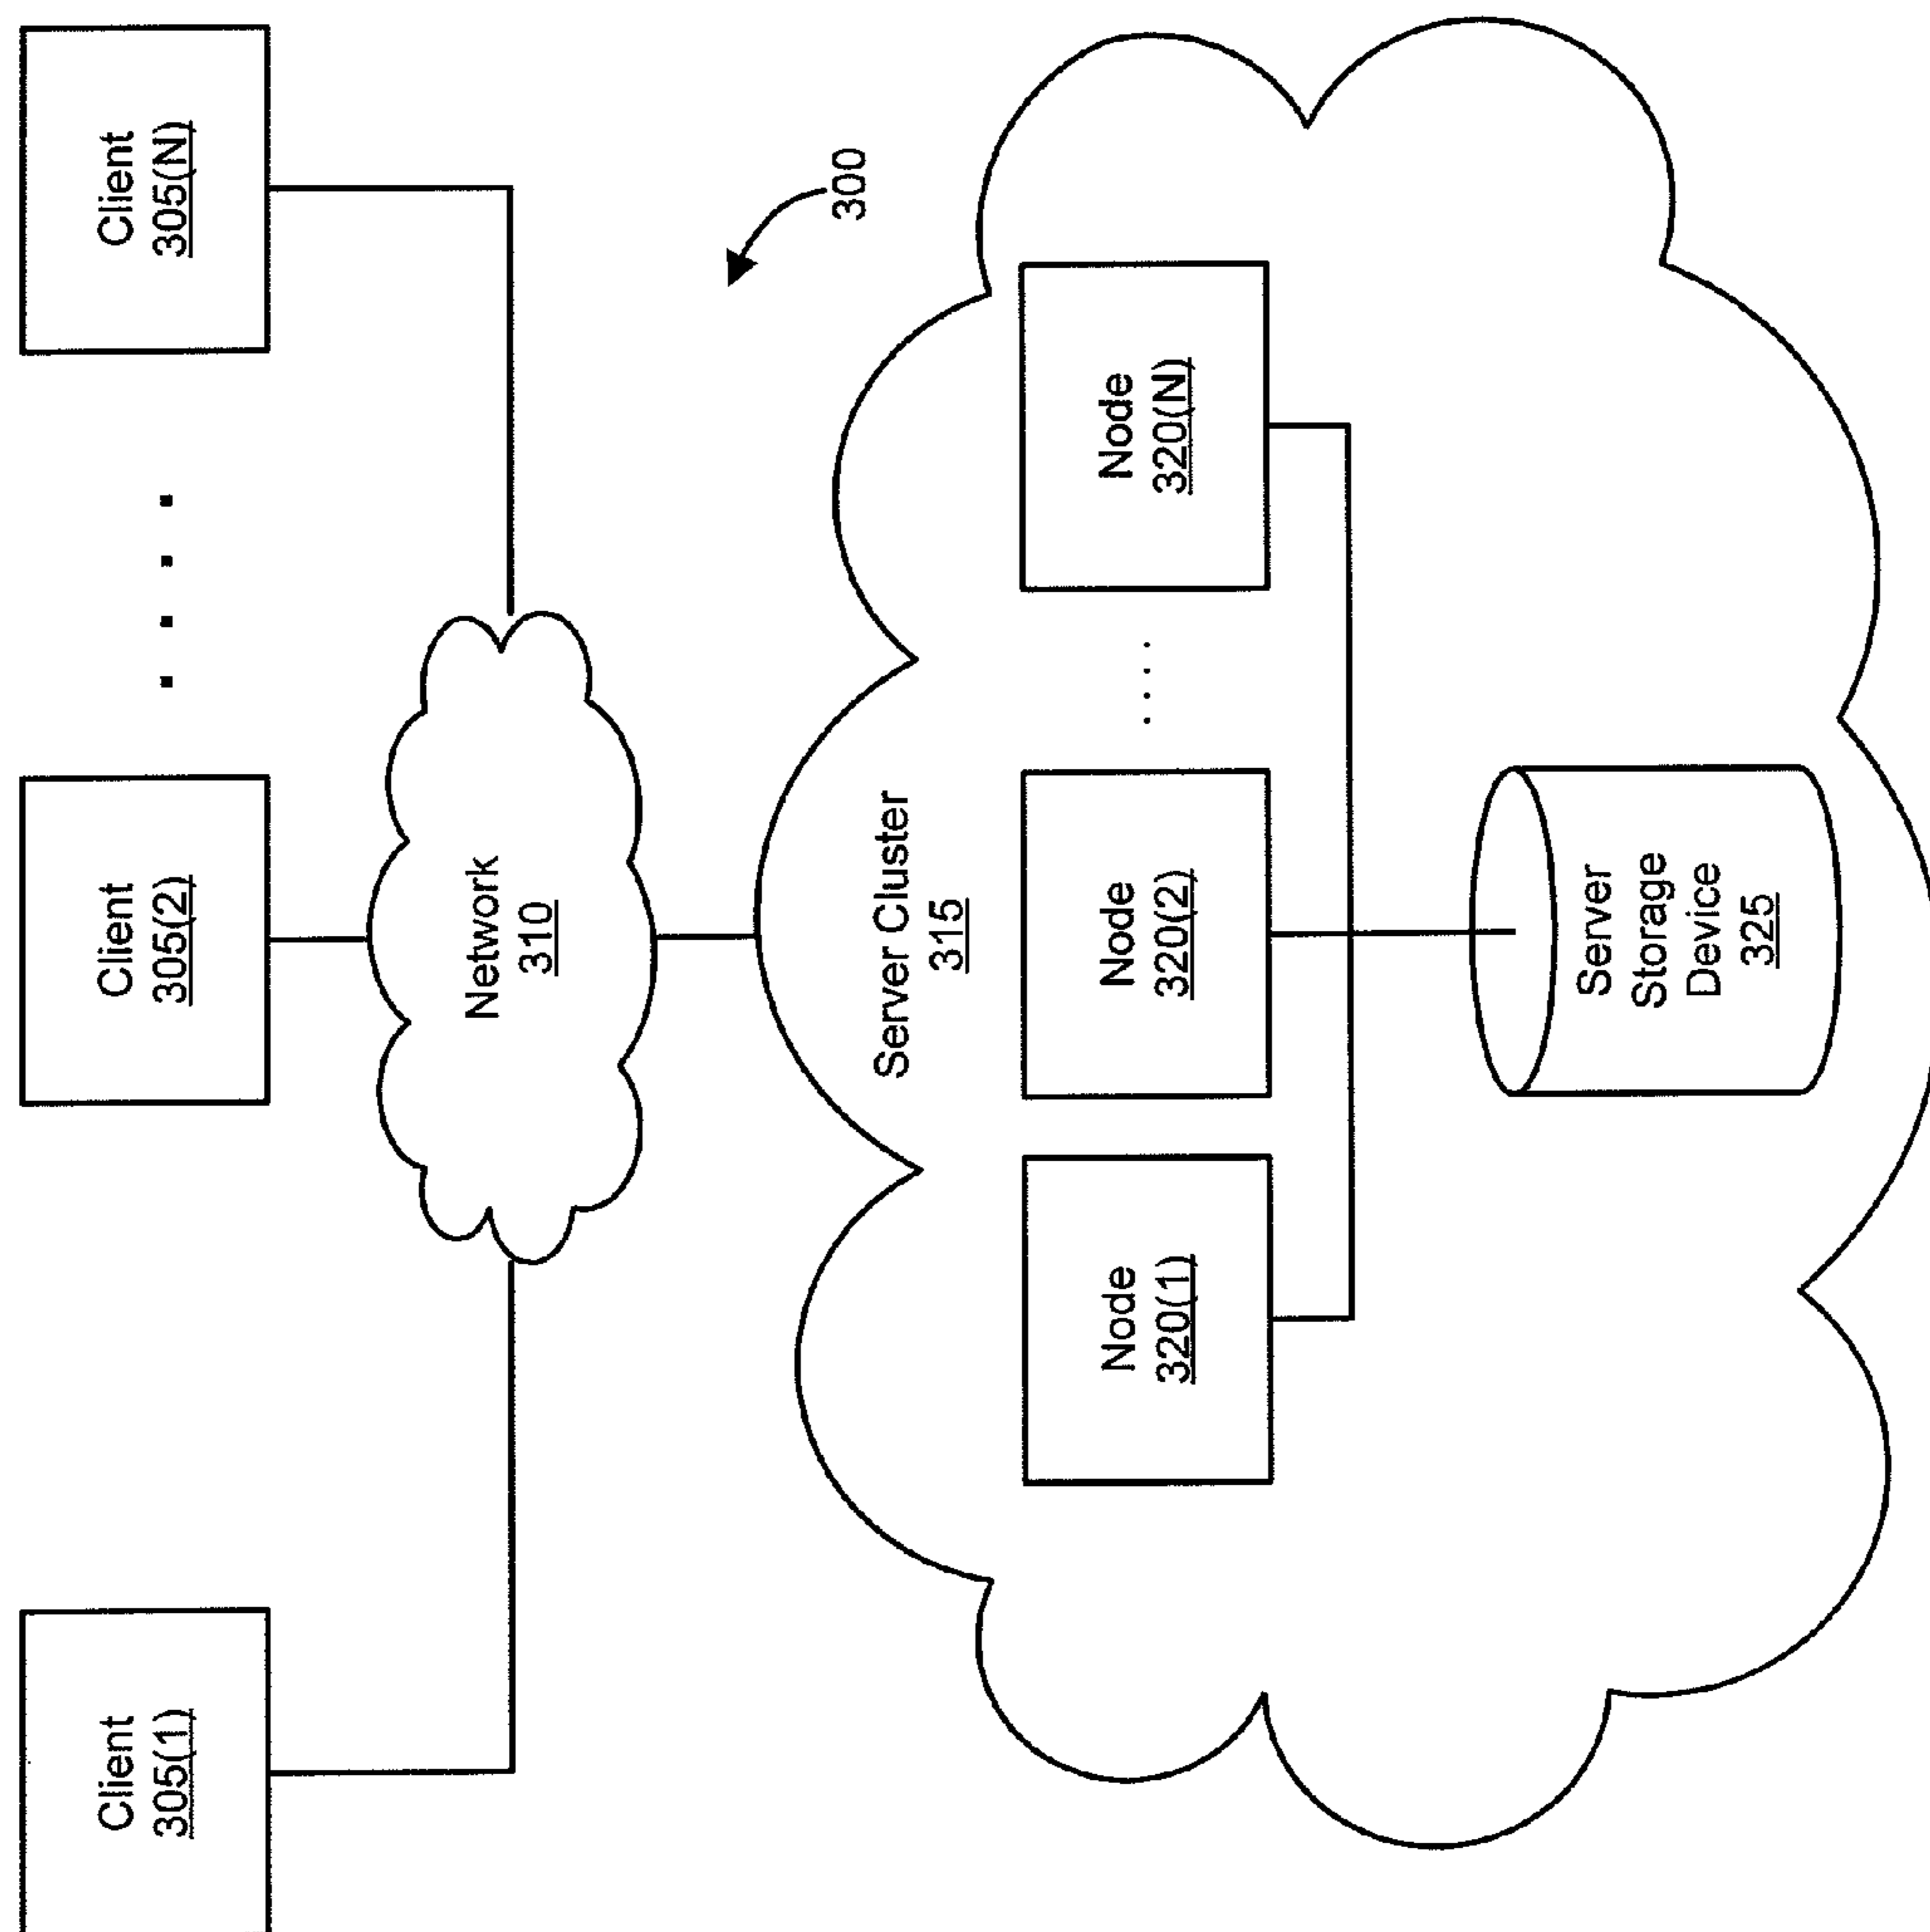 Client
305(1)
Client
305(2)
Client
305(N)
Network
310
300
Server Cluster
315
Node
320(1)
Node
320(2)
Node
320(N)
Server
Storage
Device
325